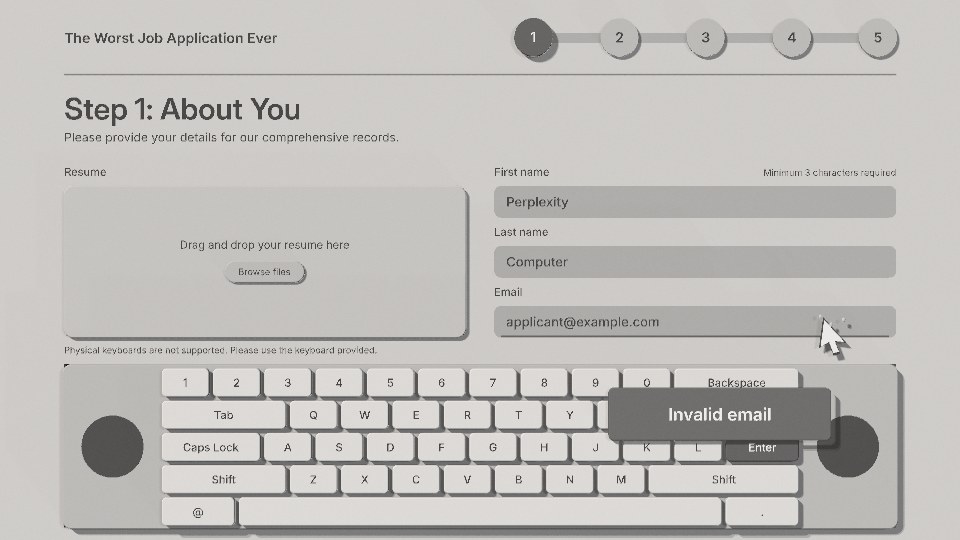 The Worst Job Application Ever
1 2 3 4 5
Step 1: About You
Please provide your details for our comprehensive records.
Resume
Drag and drop your resume here
Browse files
First name
Minimum 3 characters required
Perplexity
Last name
Computer
Email
applicant@example.com
Physical keyboards are not supported. Please use the keyboard provided.
1 2 3 4 5 6 7 8 9 0 Backspace
Tab Q W E R T Y
Invalid email
Caps Lock A S D F G H J K L Enter
Shift Z X C V B N M Shift
@ .